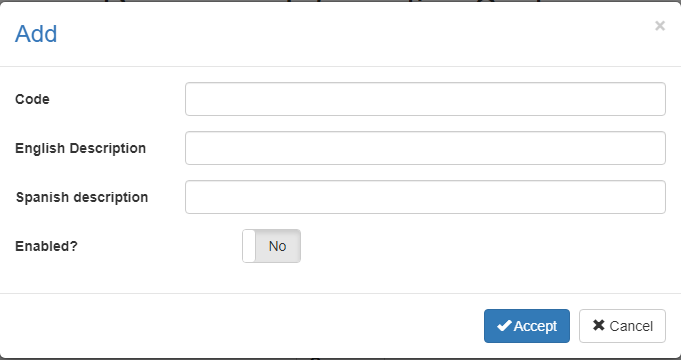 Add
×
Code
English Description
Spanish description
Enabled?
No
Accept
Cancel